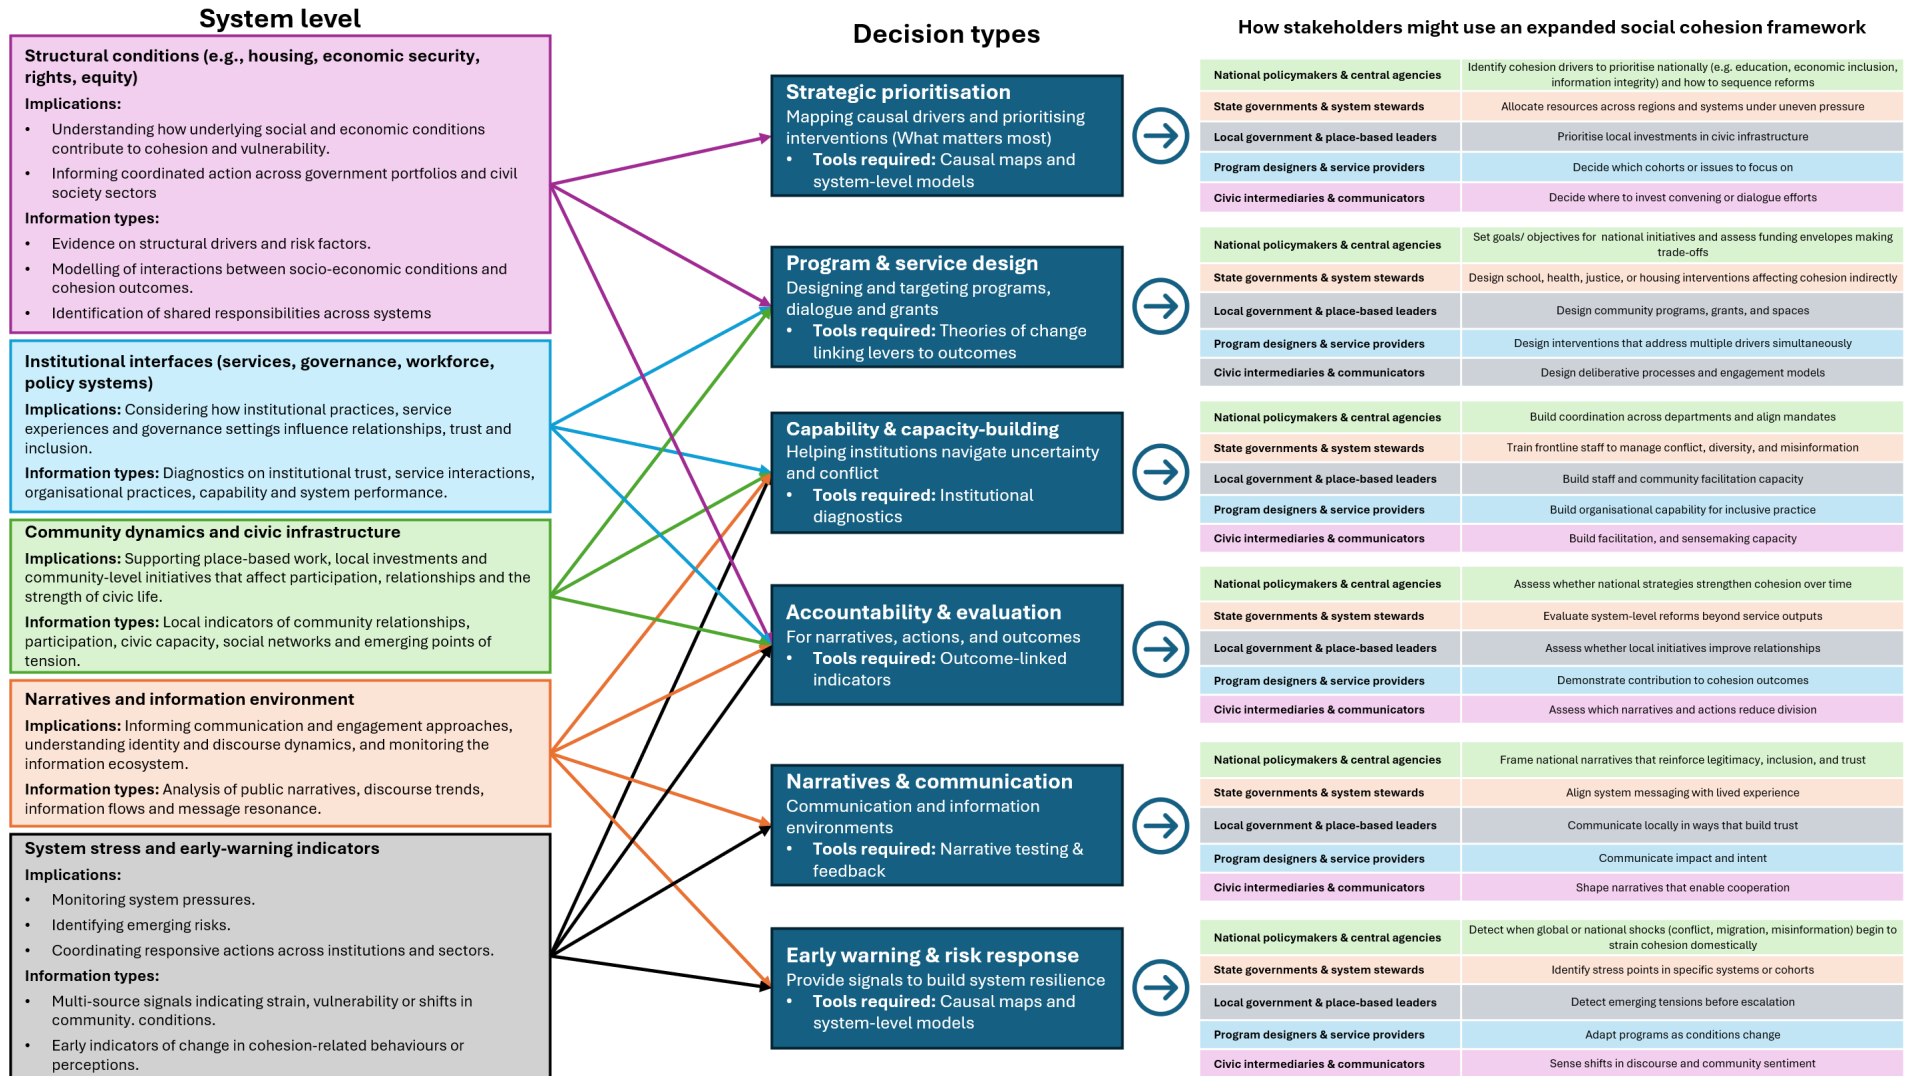 System level
Structural conditions (e.g., housing, economic security,
rights, equity)
Implications:
• Understanding how underlying social and economic conditions
contribute to cohesion and vulnerability.
• Informing coordinated action across government portfolios and civil
society sectors
Information types:
• Evidence on structural drivers and risk factors.
• Modelling of interactions between socio-economic conditions and
cohesion outcomes.
• Identification of shared responsibilities across systems
Institutional interfaces (services, governance, workforce,
policy systems)
Implications: Considering how institutional practices, service
experiences and governance settings influence relationships, trust and
inclusion.
Information types: Diagnostics on institutional trust, service interactions,
organisational practices, capability and system performance.
Community dynamics and civic infrastructure
Implications: Supporting place-based work, local investments and
community-level initiatives that affect participation, relationships and the
strength of civic life.
Information types: Local indicators of community relationships,
participation, civic capacity, social networks and emerging points of
tension.
Narratives and information environment
Implications: Informing communication and engagement approaches,
understanding identity and discourse dynamics, and monitoring the
information ecosystem.
Information types: Analysis of public narratives, discourse trends,
information flows and message resonance.
System stress and early-warning indicators
Implications:
• Monitoring system pressures.
• Identifying emerging risks.
• Coordinating responsive actions across institutions and sectors.
Information types:
• Multi-source signals indicating strain, vulnerability or shifts in
community. conditions.
• Early indicators of change in cohesion-related behaviours or
perceptions.
Decision types
Strategic prioritisation
Mapping causal drivers and prioritising
interventions (What matters most)
• Tools required: Causal maps and
system-level models
Program & service design
Designing and targeting programs,
dialogue and grants
• Tools required: Theories of change
linking levers to outcomes
Capability & capacity-building
Helping institutions navigate uncertainty
and conflict
• Tools required: Institutional
diagnostics
Accountability & evaluation
For narratives, actions, and outcomes
• Tools required: Outcome-linked
indicators
Narratives & communication
Communication and information
environments
• Tools required: Narrative testing &
feedback
Early warning & risk response
Provide signals to build system resilience
• Tools required: Causal maps and
system-level models
How stakeholders might use an expanded social cohesion framework
National policymakers & central agencies
Identify cohesion drivers to prioritise nationally (e.g. education, economic inclusion,
information integrity) and how to sequence reforms
State governments & system stewards
Allocate resources across regions and systems under uneven pressure
Local government & place-based leaders
Prioritise local investments in civic infrastructure
Program designers & service providers
Decide which cohorts or issues to focus on
Civic intermediaries & communicators
Decide where to invest convening or dialogue efforts
National policymakers & central agencies
Set goals/ objectives for national initiatives and assess funding envelopes making
trade-offs
State governments & system stewards
Design school, health, justice, or housing interventions affecting cohesion indirectly
Local government & place-based leaders
Design community programs, grants, and spaces
Program designers & service providers
Design interventions that address multiple drivers simultaneously
Civic intermediaries & communicators
Design deliberative processes and engagement models
National policymakers & central agencies
Build coordination across departments and align mandates
State governments & system stewards
Train frontline staff to manage conflict, diversity, and misinformation
Local government & place-based leaders
Build staff and community facilitation capacity
Program designers & service providers
Build organisational capability for inclusive practice
Civic intermediaries & communicators
Build facilitation, and sensemaking capacity
National policymakers & central agencies
Assess whether national strategies strengthen cohesion over time
State governments & system stewards
Evaluate system-level reforms beyond service outputs
Local government & place-based leaders
Assess whether local initiatives improve relationships
Program designers & service providers
Demonstrate contribution to cohesion outcomes
Civic intermediaries & communicators
Assess which narratives and actions reduce division
National policymakers & central agencies
Frame national narratives that reinforce legitimacy, inclusion, and trust
State governments & system stewards
Align system messaging with lived experience
Local government & place-based leaders
Communicate locally in ways that build trust
Program designers & service providers
Communicate impact and intent
Civic intermediaries & communicators
Shape narratives that enable cooperation
National policymakers & central agencies
Detect when global or national shocks (conflict, migration, misinformation) begin to
strain cohesion domestically
State governments & system stewards
Identify stress points in specific systems or cohorts
Local government & place-based leaders
Detect emerging tensions before escalation
Program designers & service providers
Adapt programs as conditions change
Civic intermediaries & communicators
Sense shifts in discourse and community sentiment